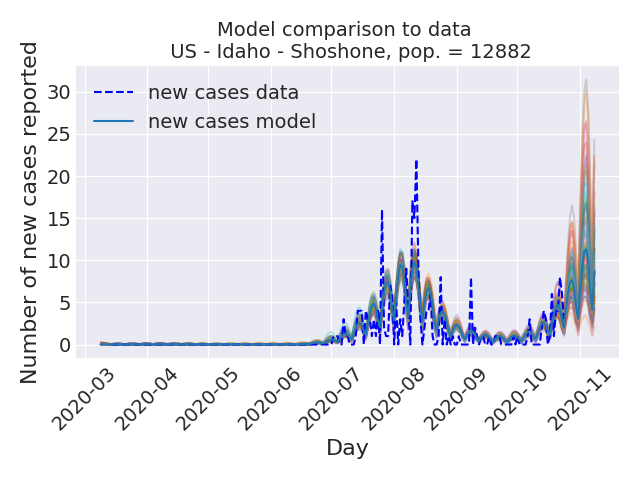 Model comparison to data
US - Idaho - Shoshone, pop. = 12882
Number of new cases reported
30
25
20
15
10
5
0
new cases data
new cases model
2020-03
2020-04
2020-05
2020-06
2020-07
2020-08
2020-09
2020-10
2020-11
Day